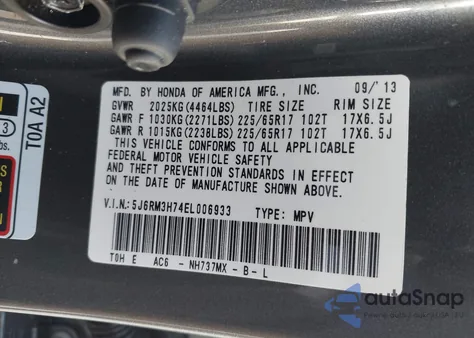 MFD. BY HONDA OF AMERICA MFG., INC. 09/'13
GVWR 2025KG(4464LBS) TIRE SIZE RIM SIZE
GAWR F 1030KG(2271LBS) 225/65R17 102T 17X6.5J
GAWR R 1015KG(2238LBS) 225/65R17 102T 17X6.5J
THIS VEHICLE CONFORMS TO ALL APPLICABLE
FEDERAL MOTOR VEHICLE SAFETY
AND THEFT PREVENTION STANDARDS IN EFFECT
ON THE DATE OF MANUFACTURE SHOWN ABOVE.
V.I.N.: 5J6RM3H74EL006933 TYPE: MPV
T0H E AC6 - NH737MX - B - L
T0A A2
3
autoSnap